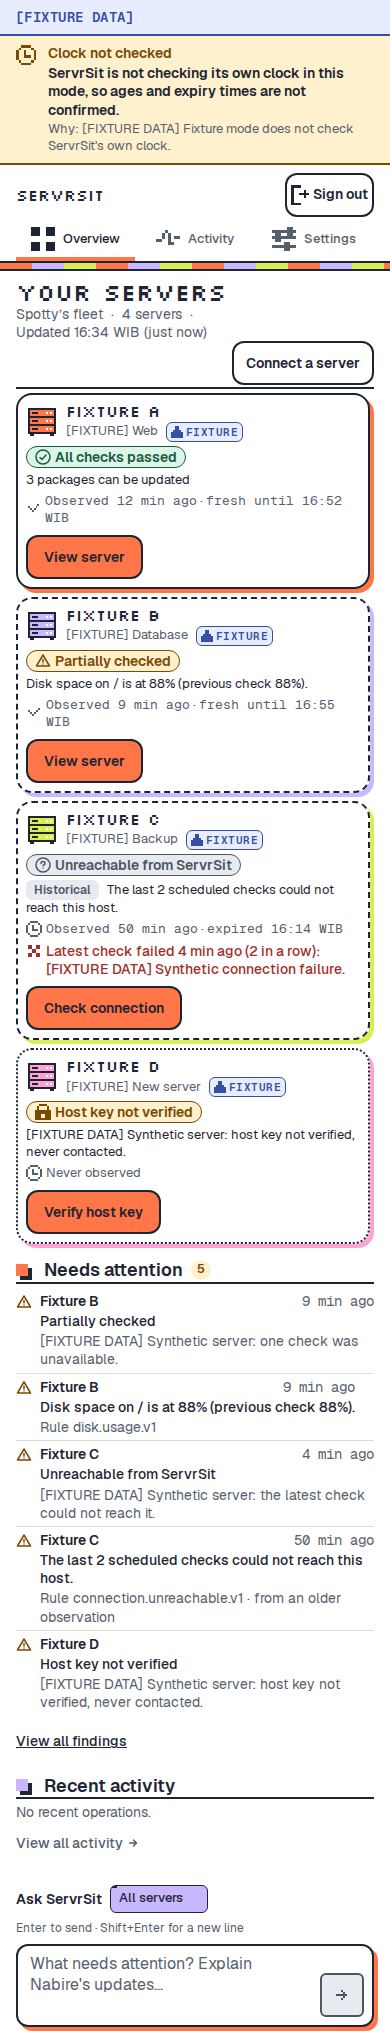 [FIXTURE DATA]
Clock not checked
ServrSit is not checking its own clock in this
mode, so ages and expiry times are not
confirmed.
Why: [FIXTURE DATA] Fixture mode does not check
ServrSit's own clock.
SERVRSIT
Sign out
Overview
Activity
Settings
YOUR SERVERS
Spotty's fleet · 4 servers ·
Updated 16:34 WIB (just now)
Connect a server
FIXTURE A
[FIXTURE] Web FIXTURE
All checks passed
3 packages can be updated
Observed 12 min ago·fresh until 16:52
WIB
View server
FIXTURE B
[FIXTURE] Database FIXTURE
Partially checked
Disk space on / is at 88% (previous check 88%).
Observed 9 min ago·fresh until 16:55
WIB
View server
FIXTURE C
[FIXTURE] Backup FIXTURE
Unreachable from ServrSit
Historical The last 2 scheduled checks could not
reach this host.
Observed 50 min ago·expired 16:14 WIB
Latest check failed 4 min ago (2 in a row):
[FIXTURE DATA] Synthetic connection failure.
Check connection
FIXTURE D
[FIXTURE] New server FIXTURE
Host key not verified
[FIXTURE DATA] Synthetic server: host key not verified,
never contacted.
Never observed
Verify host key
Needs attention 5
Fixture B 9 min ago
Partially checked
[FIXTURE DATA] Synthetic server: one check was
unavailable.
Fixture B 9 min ago
Disk space on / is at 88% (previous check 88%).
Rule disk.usage.v1
Fixture C 4 min ago
Unreachable from ServrSit
[FIXTURE DATA] Synthetic server: the latest check
could not reach it.
Fixture C 50 min ago
The last 2 scheduled checks could not reach this
host.
Rule connection.unreachable.v1 · from an older
observation
Fixture D
Host key not verified
[FIXTURE DATA] Synthetic server: host key not
verified, never contacted.
View all findings
Recent activity
No recent operations.
View all activity →
Ask ServrSit All servers
Enter to send · Shift+Enter for a new line
What needs attention? Explain
Nabire's updates...